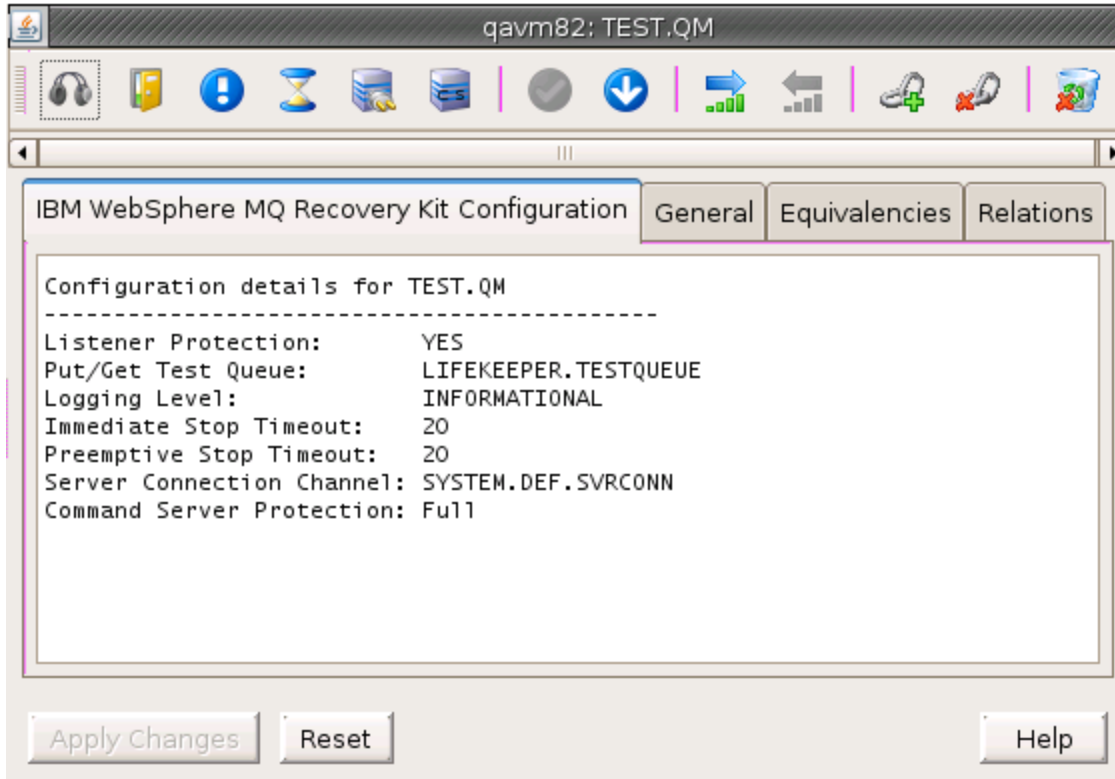 qavm82: TEST.QM
CS
IBM WebSphere MQ Recovery Kit Configuration General Equivalencies Relations
Configuration details for TEST.QM
--------------------------------------------
Listener Protection: YES
Put/Get Test Queue: LIFEKEEPER.TESTQUEUE
Logging Level: INFORMATIONAL
Immediate Stop Timeout: 20
Preemptive Stop Timeout: 20
Server Connection Channel: SYSTEM.DEF.SVRCONN
Command Server Protection: Full
Apply Changes Reset Help